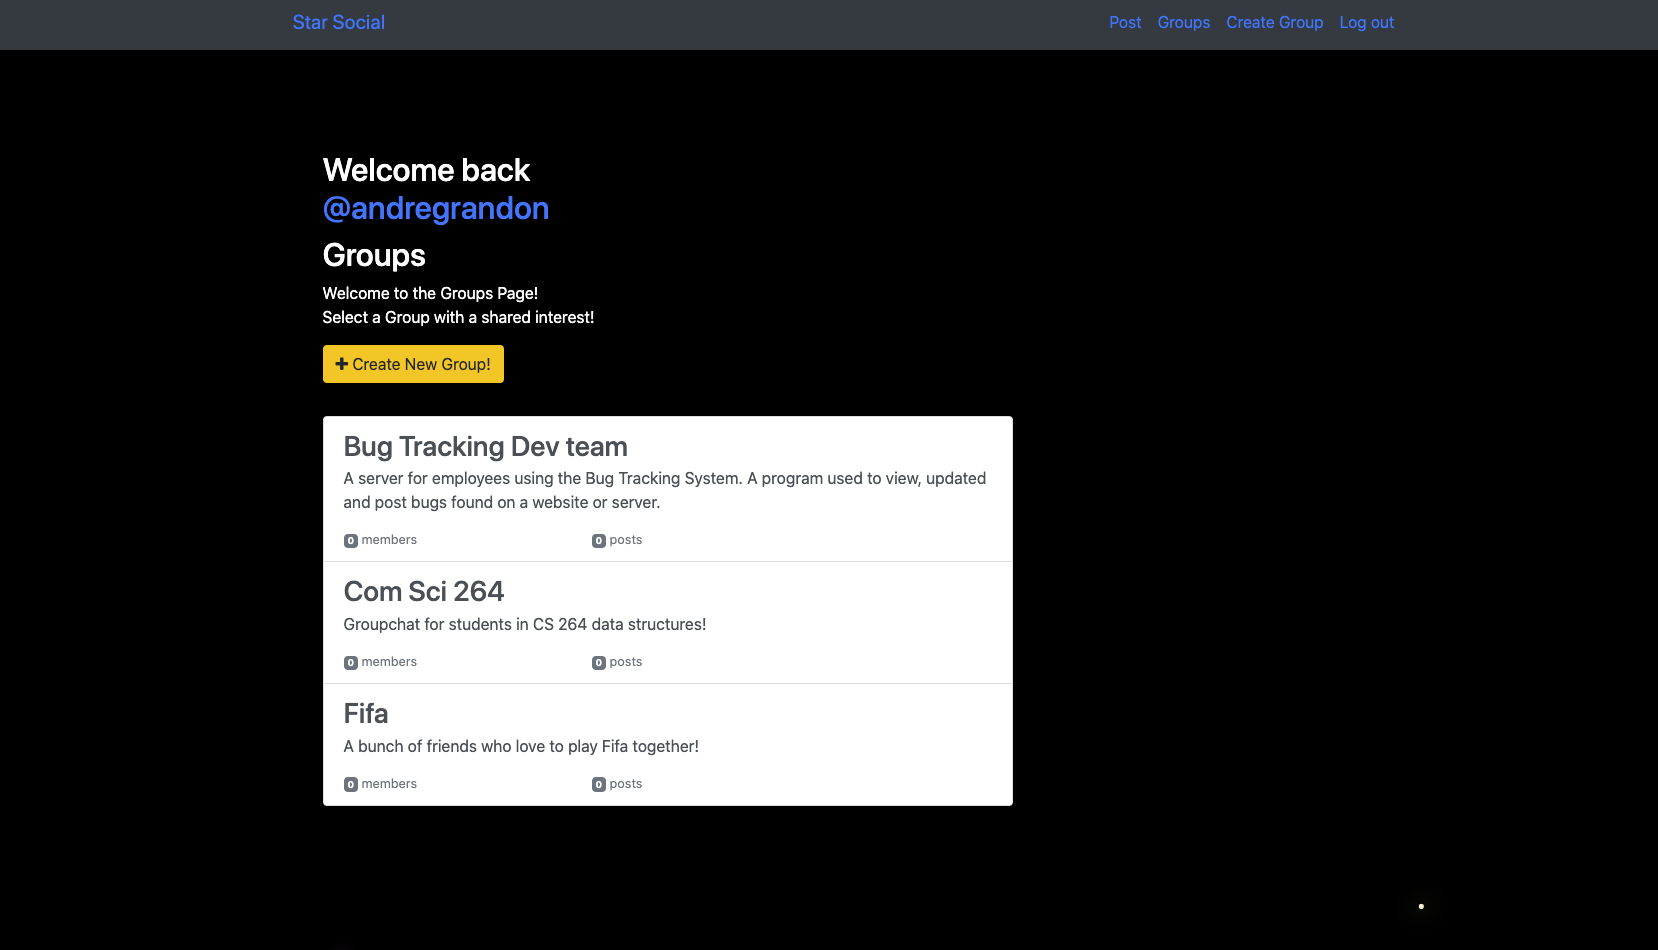 Star Social
Post Groups Create Group Log out
Welcome back
@andregrandon
Groups
Welcome to the Groups Page!
Select a Group with a shared interest!
Create New Group!
Bug Tracking Dev team
A server for employees using the Bug Tracking System. A program used to view, updated
and post bugs found on a website or server.
0 members 0 posts
Com Sci 264
Groupchat for students in CS 264 data structures!
0 members 0 posts
Fifa
A bunch of friends who love to play Fifa together!
0 members 0 posts